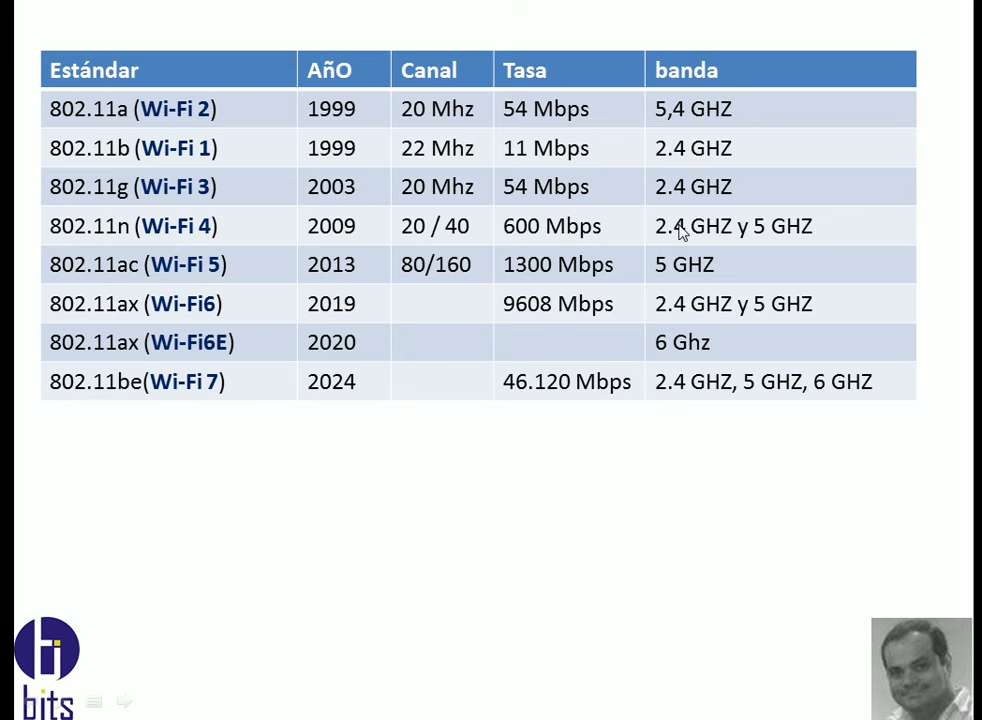 Estándar AñO Canal Tasa banda
802.11a (Wi-Fi 2) 1999 20 Mhz 54 Mbps 5,4 GHZ
802.11b (Wi-Fi 1) 1999 22 Mhz 11 Mbps 2.4 GHZ
802.11g (Wi-Fi 3) 2003 20 Mhz 54 Mbps 2.4 GHZ
802.11n (Wi-Fi 4) 2009 20 / 40 600 Mbps 2.4 GHZ y 5 GHZ
802.11ac (Wi-Fi 5) 2013 80/160 1300 Mbps 5 GHZ
802.11ax (Wi-Fi6) 2019 9608 Mbps 2.4 GHZ y 5 GHZ
802.11ax (Wi-Fi6E) 2020 6 Ghz
802.11be(Wi-Fi 7) 2024 46.120 Mbps 2.4 GHZ, 5 GHZ, 6 GHZ
hi
bits